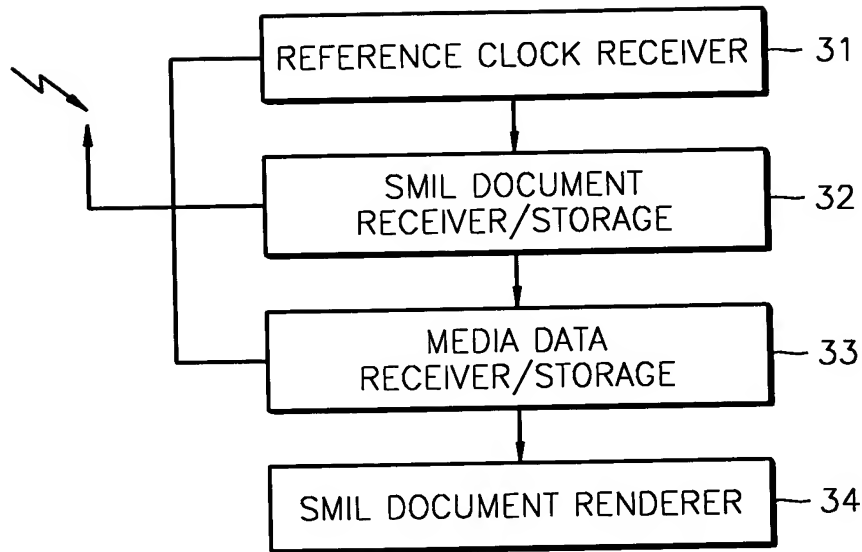 REFERENCE CLOCK RECEIVER
31
SMIL DOCUMENT
RECEIVER/STORAGE
32
MEDIA DATA
RECEIVER/STORAGE
33
SMIL DOCUMENT RENDERER
34